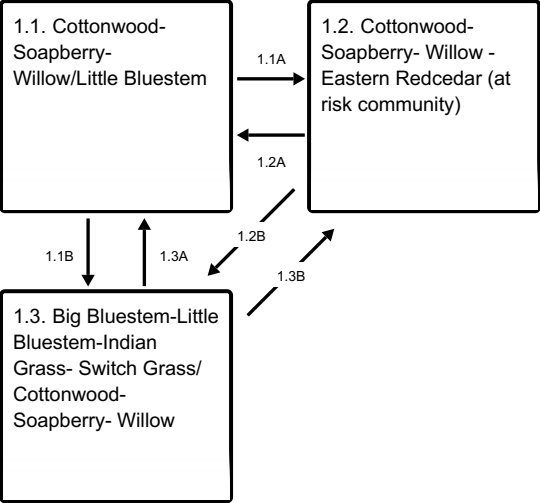 1.1. Cottonwood-
Soapberry-
Willow/Little Bluestem
1.1A
1.2. Cottonwood-
Soapberry- Willow -
Eastern Redcedar (at
risk community)
1.2A
1.2B
1.1B
1.3A
1.3B
1.3. Big Bluestem-Little
Bluestem-Indian
Grass- Switch Grass/
Cottonwood-
Soapberry- Willow